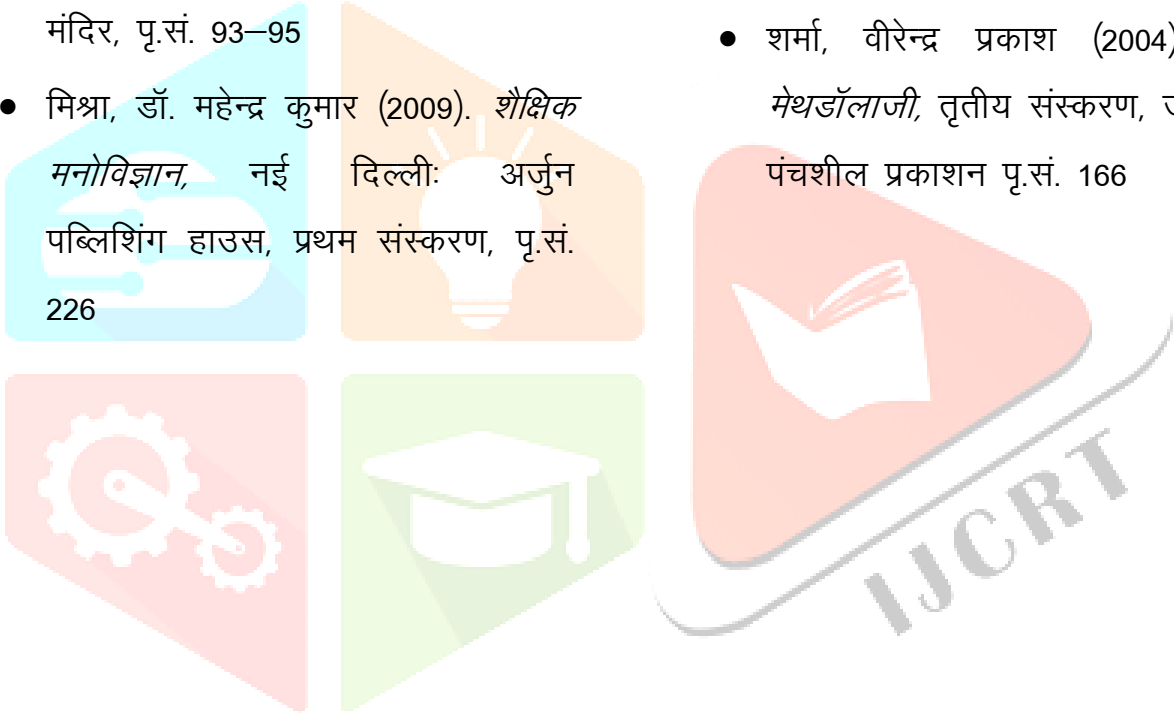 मंदिर, पृ.सं. 93–95
● मिश्रा, डॉ. महेन्द्र कुमार (2009). शैक्षिक
मनोविज्ञान, नई दिल्लीः अर्जुन
पब्लिशिंग हाउस, प्रथम संस्करण, पृ.सं.
226
● शर्मा, वीरेन्द्र प्रकाश (2004)
मेथडॉलाजी, तृतीय संस्करण,
पंचशील प्रकाशन पृ.सं. 166
IJCRT